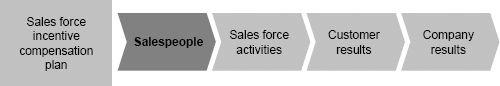 Sales force
incentive
compensation
plan
Salespeople
Sales force
activities
Customer
results
Company
results